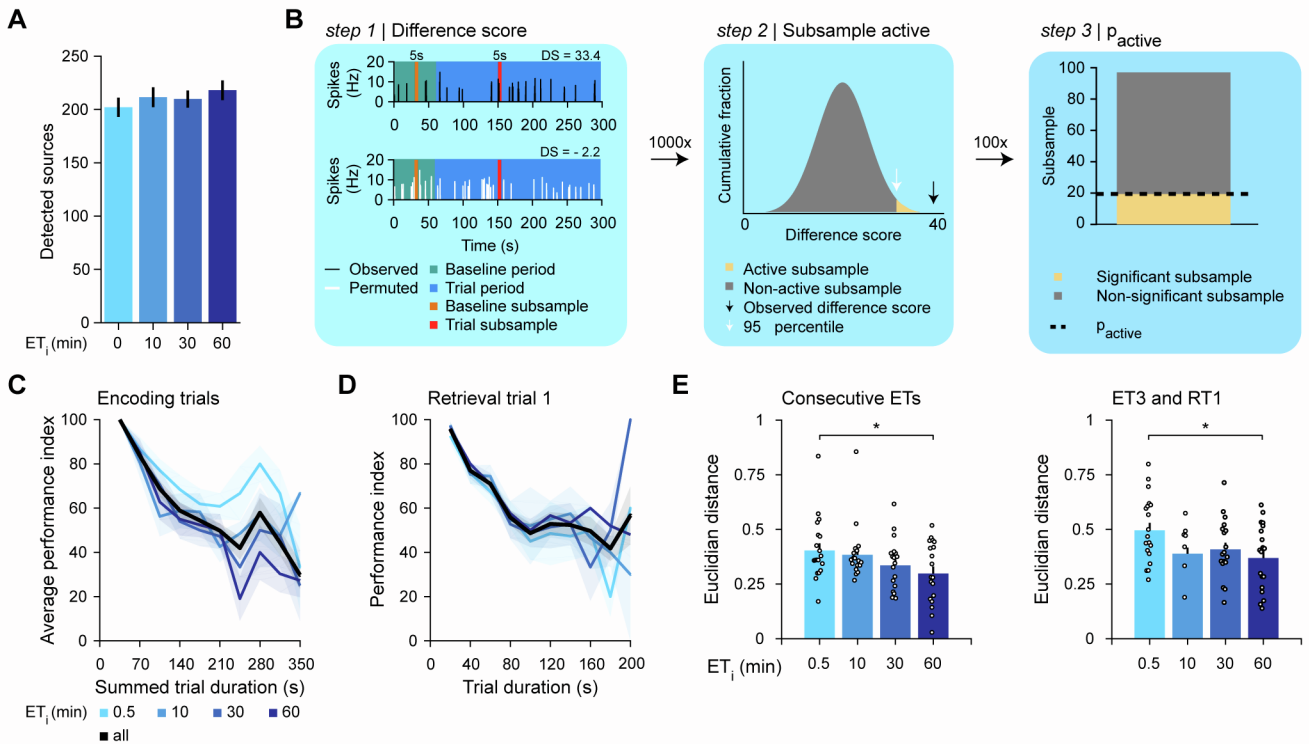 A
Detected sources
250
200
150
100
50
0
ETi (min) 0 10 30 60
B
step 1 | Difference score
5s 5s DS = 33.4
Spikes (Hz)
20
10
0
0 50 100 150 200 250 300
DS = - 2.2
Spikes (Hz)
20
10
0
0 50 100 150 200 250 300
Time (s)
Observed
Permuted
Baseline period
Trial period
Baseline subsample
Trial subsample
1000x
step 2 | Subsample active
Cumulative fraction
0 40
Difference score
Active subsample
Non-active subsample
Observed difference score
95 percentile
100x
step 3 | pactive
Subsample
100
80
60
40
20
0
Significant subsample
Non-significant subsample
pactive
C
Encoding trials
Average performance index
100
80
60
40
20
0
0 70 140 210 280 350
Summed trial duration (s)
ETi (min) 0.5 10 30 60
all
D
Retrieval trial 1
Performance index
100
80
60
40
20
0
0 40 80 120 160 200
Trial duration (s)
E
Consecutive ETs
*
Euclidian distance
1
0.75
0.5
0.25
0
ETi (min) 0.5 10 30 60
ET3 and RT1
*
Euclidian distance
1
0.75
0.5
0.25
0
0.5 10 30 60